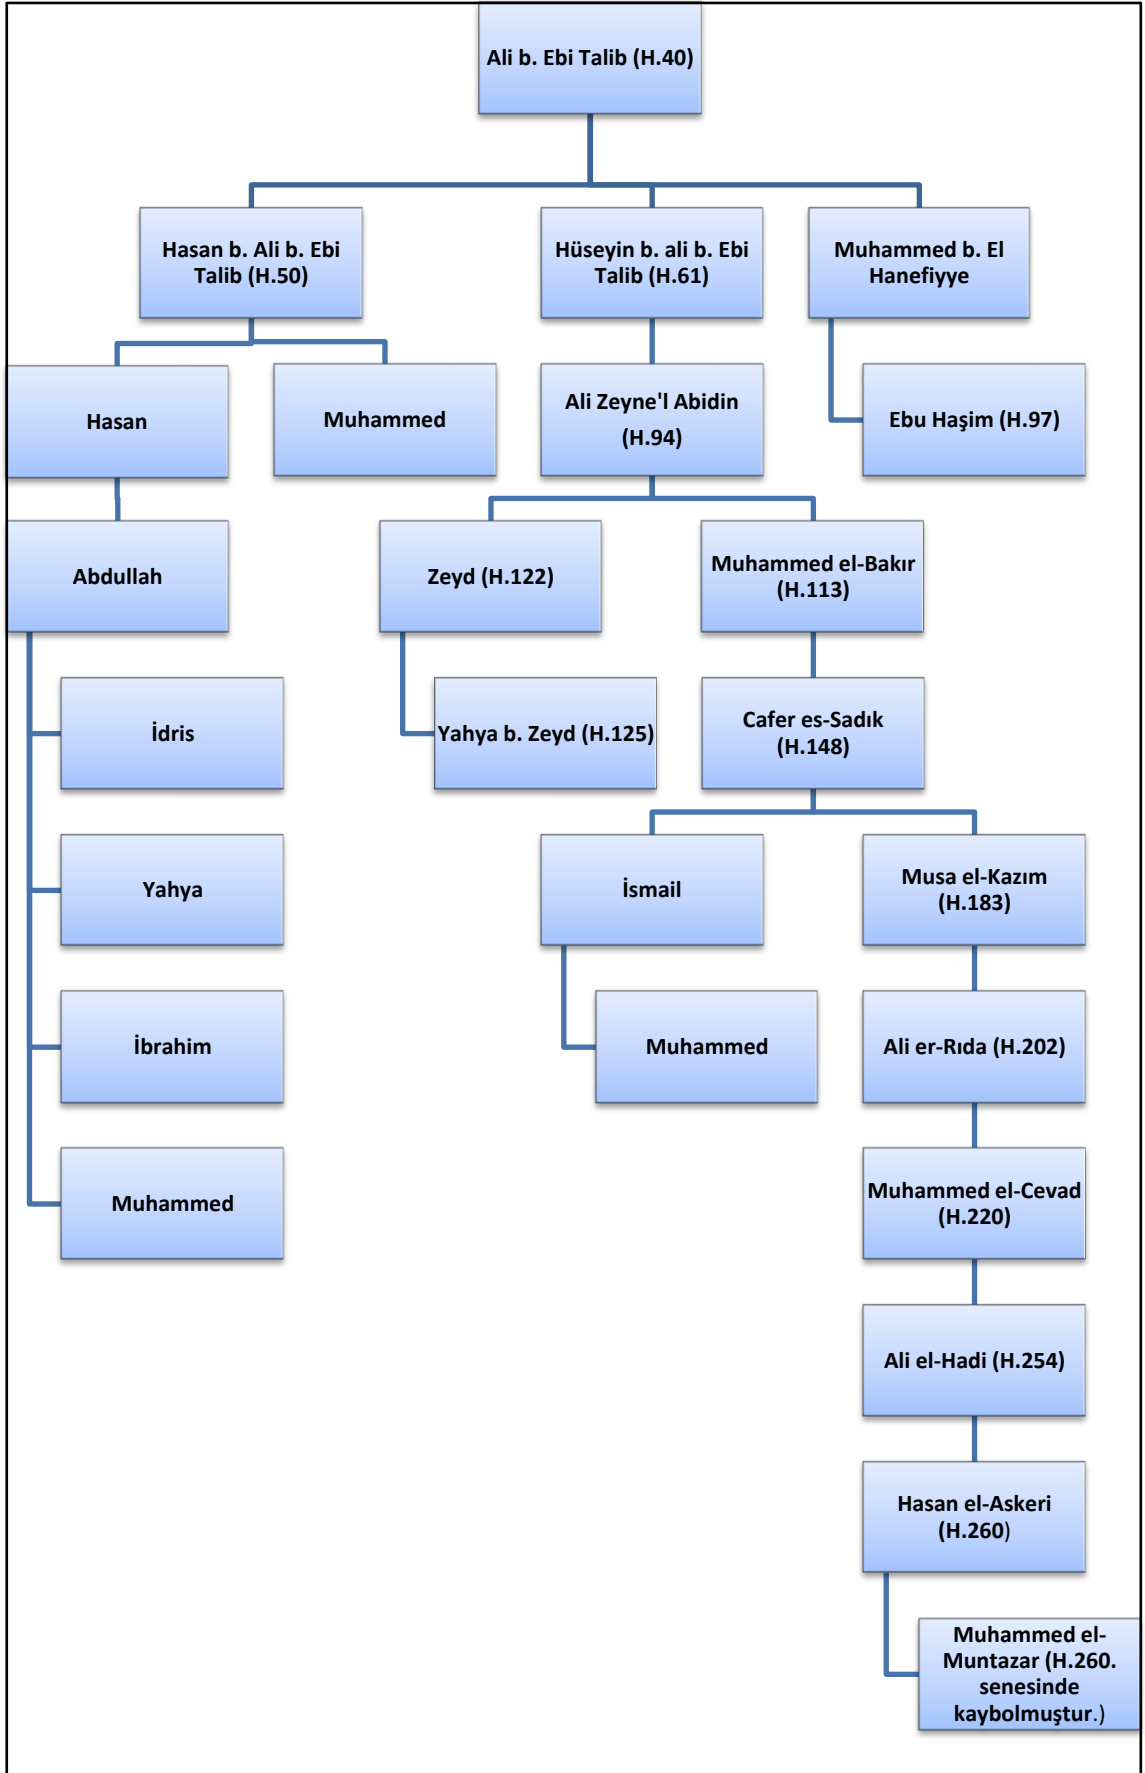 Ali b. Ebi Talib (H.40)
Hasan b. Ali b. Ebi
Talib (H.50)
Hüseyin b. ali b. Ebi
Talib (H.61)
Muhammed b. El
Hanefiyye
Hasan
Muhammed
Ali Zeyne'l Abidin
(H.94)
Ebu Haşim (H.97)
Abdullah
Zeyd (H.122)
Muhammed el-Bakır
(H.113)
İdris
Yahya b. Zeyd (H.125)
Cafer es-Sadık
(H.148)
Yahya
İsmail
Musa el-Kazım
(H.183)
İbrahim
Muhammed
Ali er-Rıda (H.202)
Muhammed
Muhammed el-Cevad
(H.220)
Ali el-Hadi (H.254)
Hasan el-Askeri
(H.260)
Muhammed el-
Muntazar (H.260.
senesinde
kaybolmuştur.)